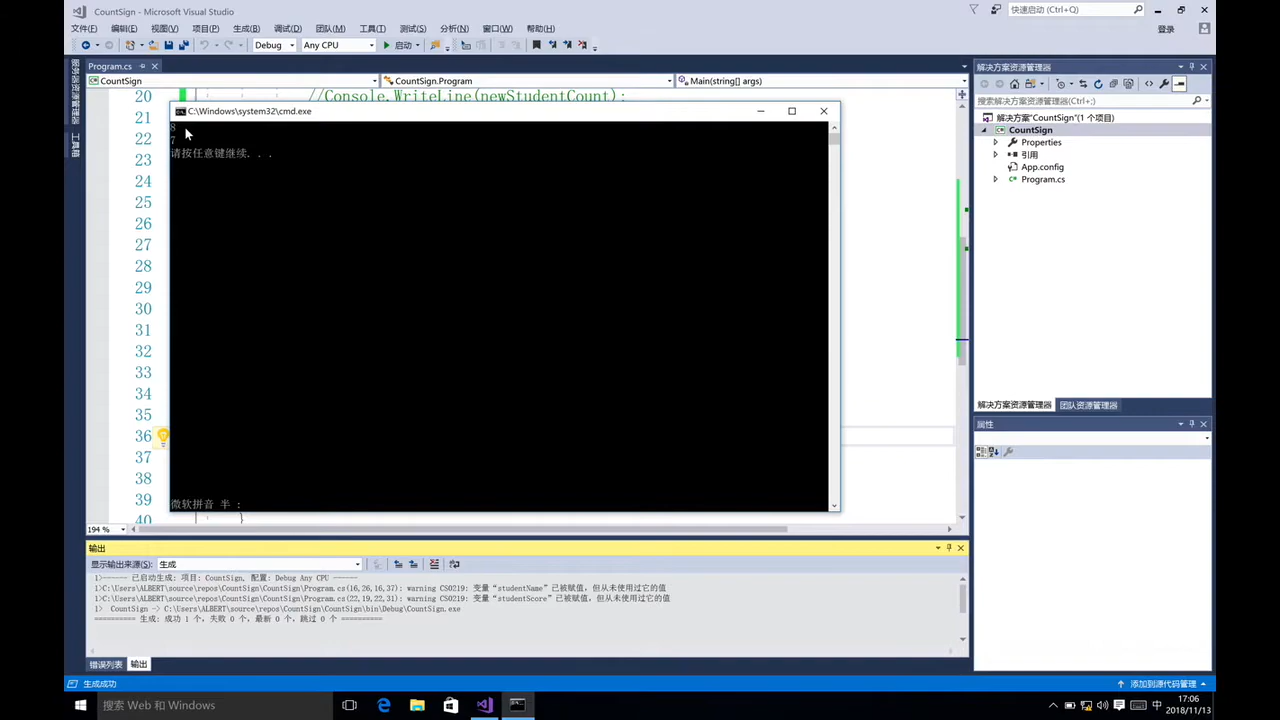 CountSign - Microsoft Visual Studio
快速启动 (Ctrl+Q)
文件(F) 编辑(E) 视图(V) 项目(P) 生成(B) 调试(D) 团队(M) 工具(T) 测试(S) 分析(N) 窗口(W) 帮助(H)
登录
Debug Any CPU 启动
服务器资源管理器
工具箱
Program.cs
CountSign CountSign.Program Main(string[] args)
20 //Console.WriteLine(newStudentCount);
21
22
23
24
25
26
27
28
29
30
31
32
33
34
35
36
37
38
39
40 }
C:\Windows\system32\cmd.exe
8
7
请按任意键继续. . .
微软拼音 半 :
194 %
解决方案资源管理器
搜索解决方案资源管理器(Ctrl+;)
解决方案"CountSign"(1 个项目)
CountSign
Properties
引用
App.config
Program.cs
解决方案资源管理器 团队资源管理器
属性
输出
显示输出来源(S): 生成
1>------ 已启动生成: 项目: CountSign, 配置: Debug Any CPU ------
1>C:\Users\ALBERT\source\repos\CountSign\CountSign\Program.cs(16,26,16,37): warning CS0219: 变量“studentName”已被赋值，但从未使用过它的值
1>C:\Users\ALBERT\source\repos\CountSign\CountSign\Program.cs(22,19,22,31): warning CS0219: 变量“studentScore”已被赋值，但从未使用过它的值
1> CountSign -> C:\Users\ALBERT\source\repos\CountSign\CountSign\bin\Debug\CountSign.exe
========== 生成: 成功 1 个，失败 0 个，最新 0 个，跳过 0 个 ==========
错误列表 输出
生成成功
添加到源代码管理
搜索 Web 和 Windows
中
17:06
2018/11/13